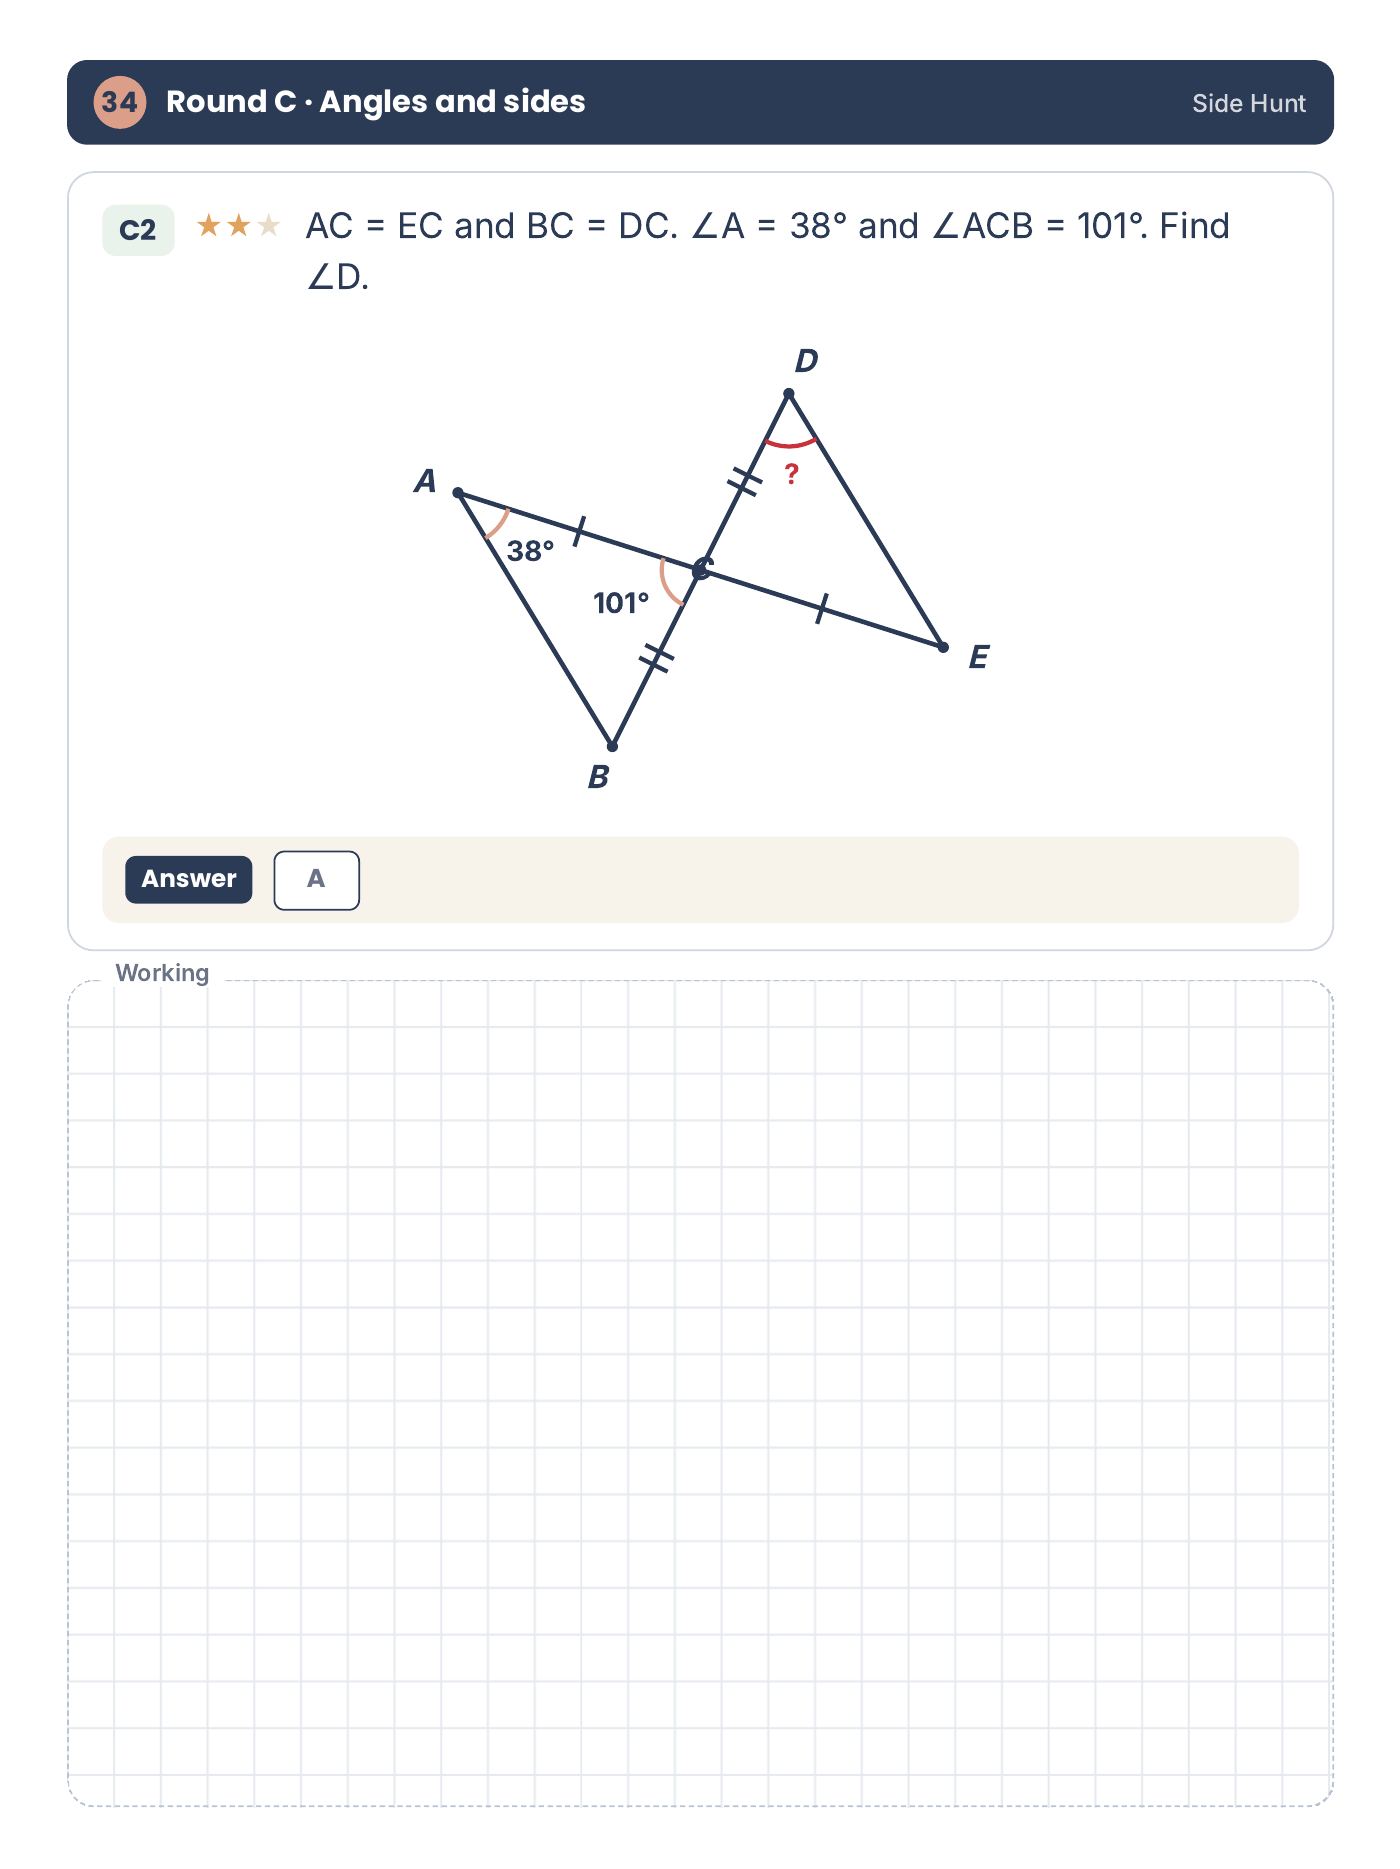 34 Round C · Angles and sides Side Hunt
C2 ★★★ AC = EC and BC = DC. ∠A = 38° and ∠ACB = 101°. Find
∠D.
D
?
A
38°
C
101°
E
B
Answer A
Working